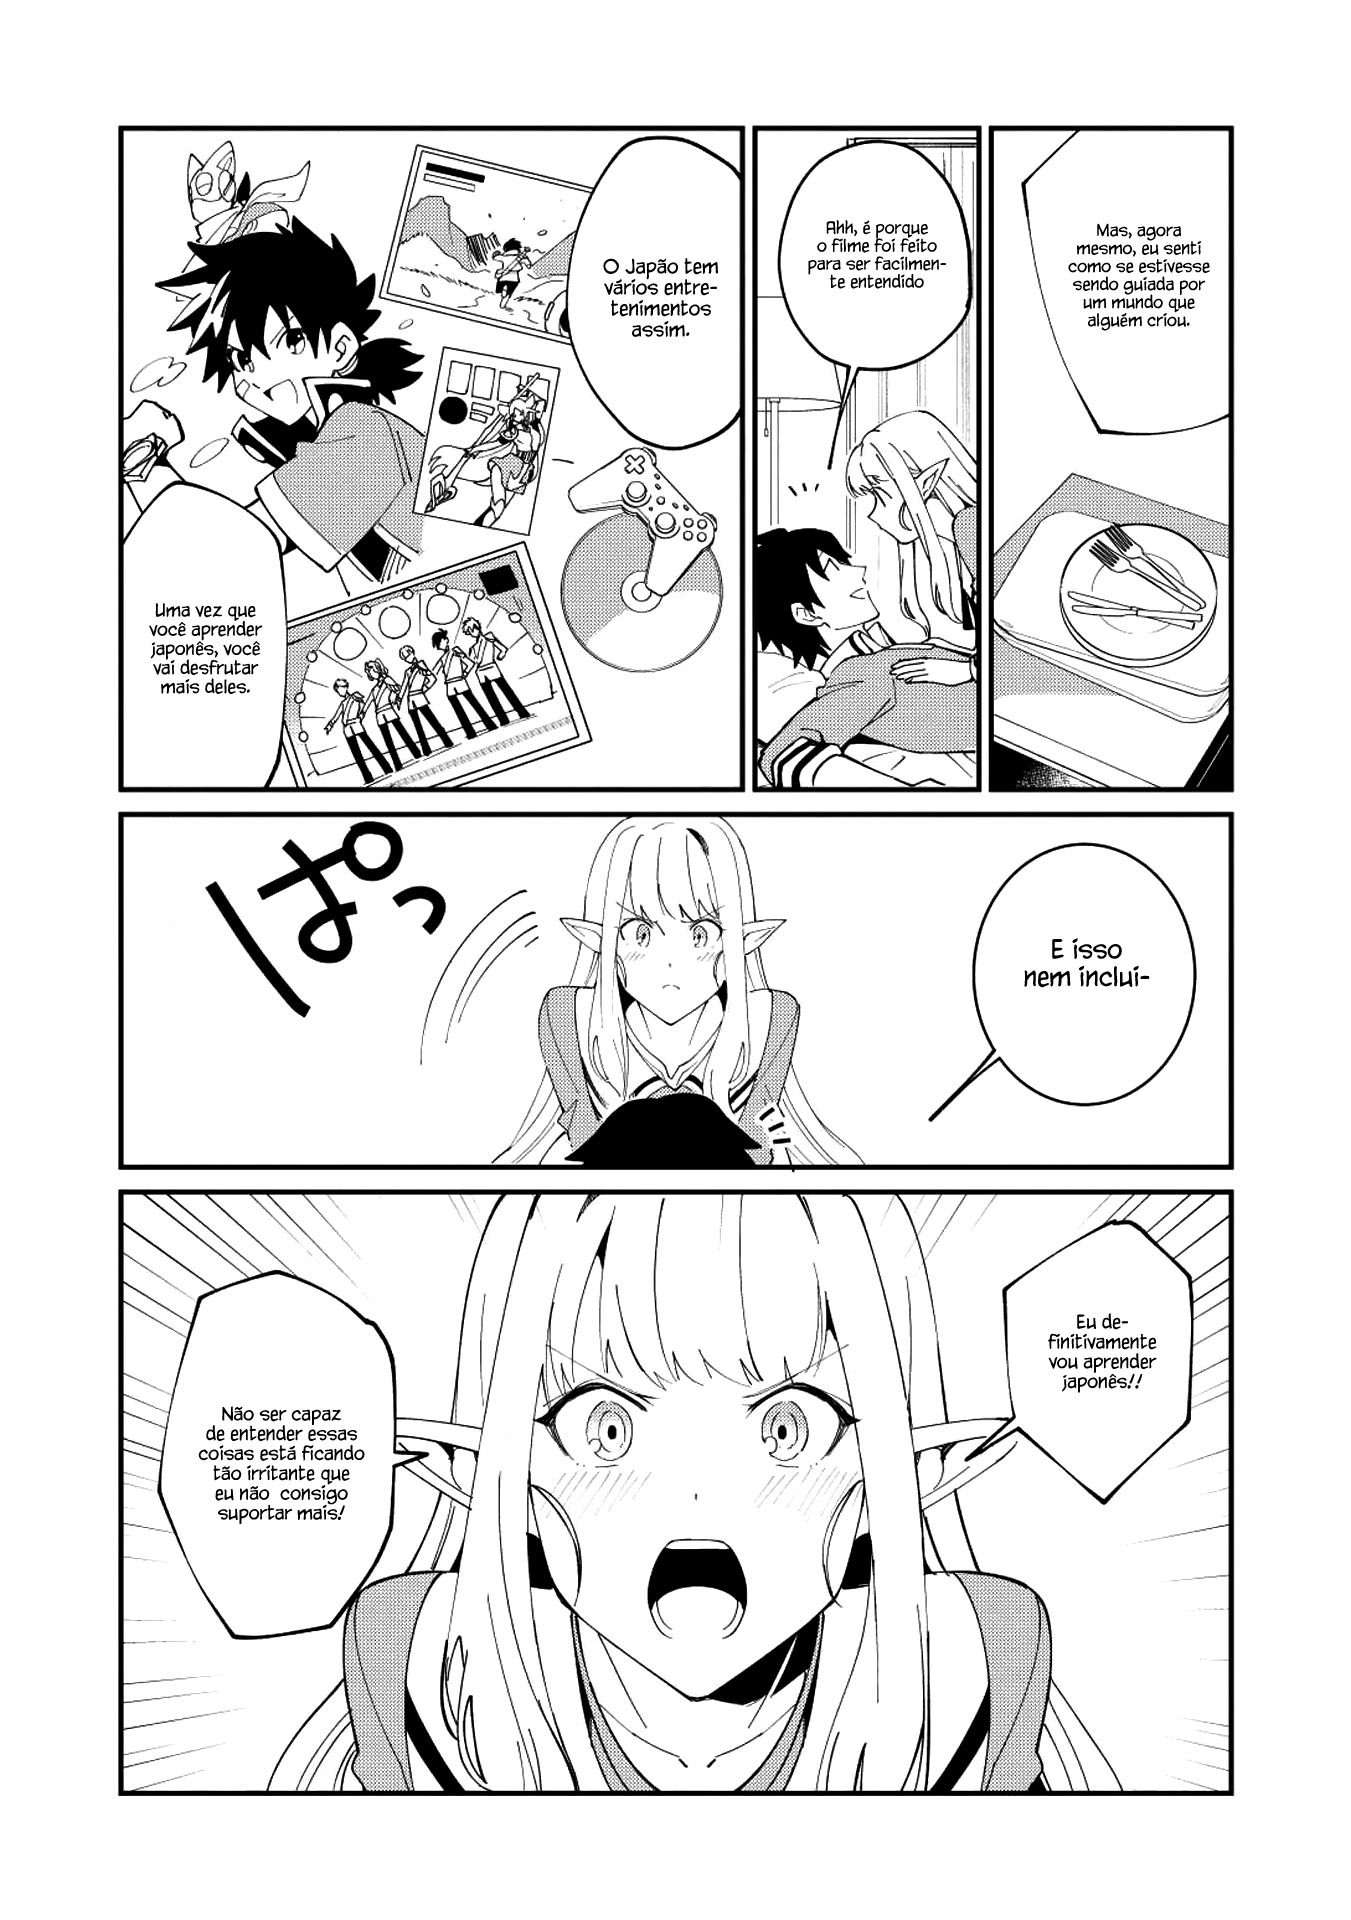 Mas, agora
mesmo, eu senti
como se estivesse
sendo guiada por
um mundo que
alguém criou.
Ahh, é porque
o filme foi feito
para ser facilmen-
te entendido
O Japão tem
vários entre-
tenimentos
assim.
Uma vez que
você aprender
japonês, você
vai desfrutar
mais deles.
E isso
nem inclui-
ぱっ
Eu de-
finitivamente
vou aprender
japonês!!
Não ser capaz
de entender essas
coisas está ficando
tão irritante que
eu não consigo
suportar mais!